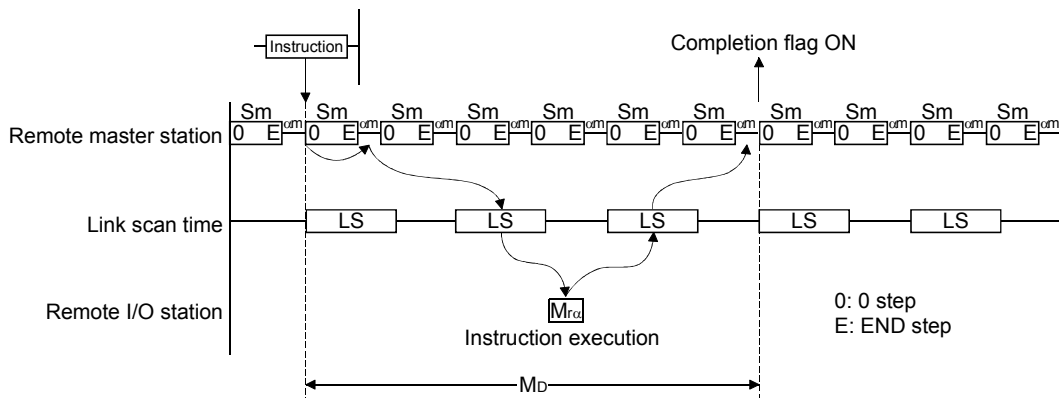 Instruction
Completion flag ON
Sm Sm Sm Sm Sm Sm Sm Sm Sm Sm Sm
Remote master station 0 E αm 0 E αm 0 E αm 0 E αm 0 E αm 0 E αm 0 E αm 0 E αm 0 E αm 0 E αm 0 E αm
Link scan time LS LS LS LS LS
Remote I/O station Mrα 0: 0 step
Instruction execution E: END step
MD